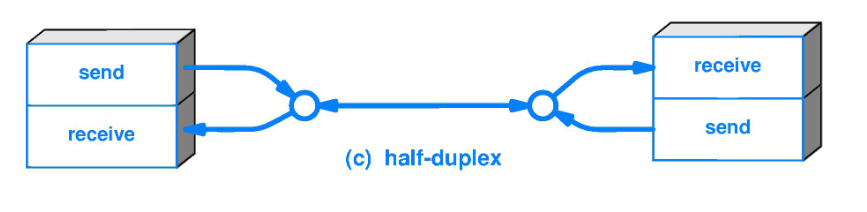 send
receive
receive
send
(c) half-duplex